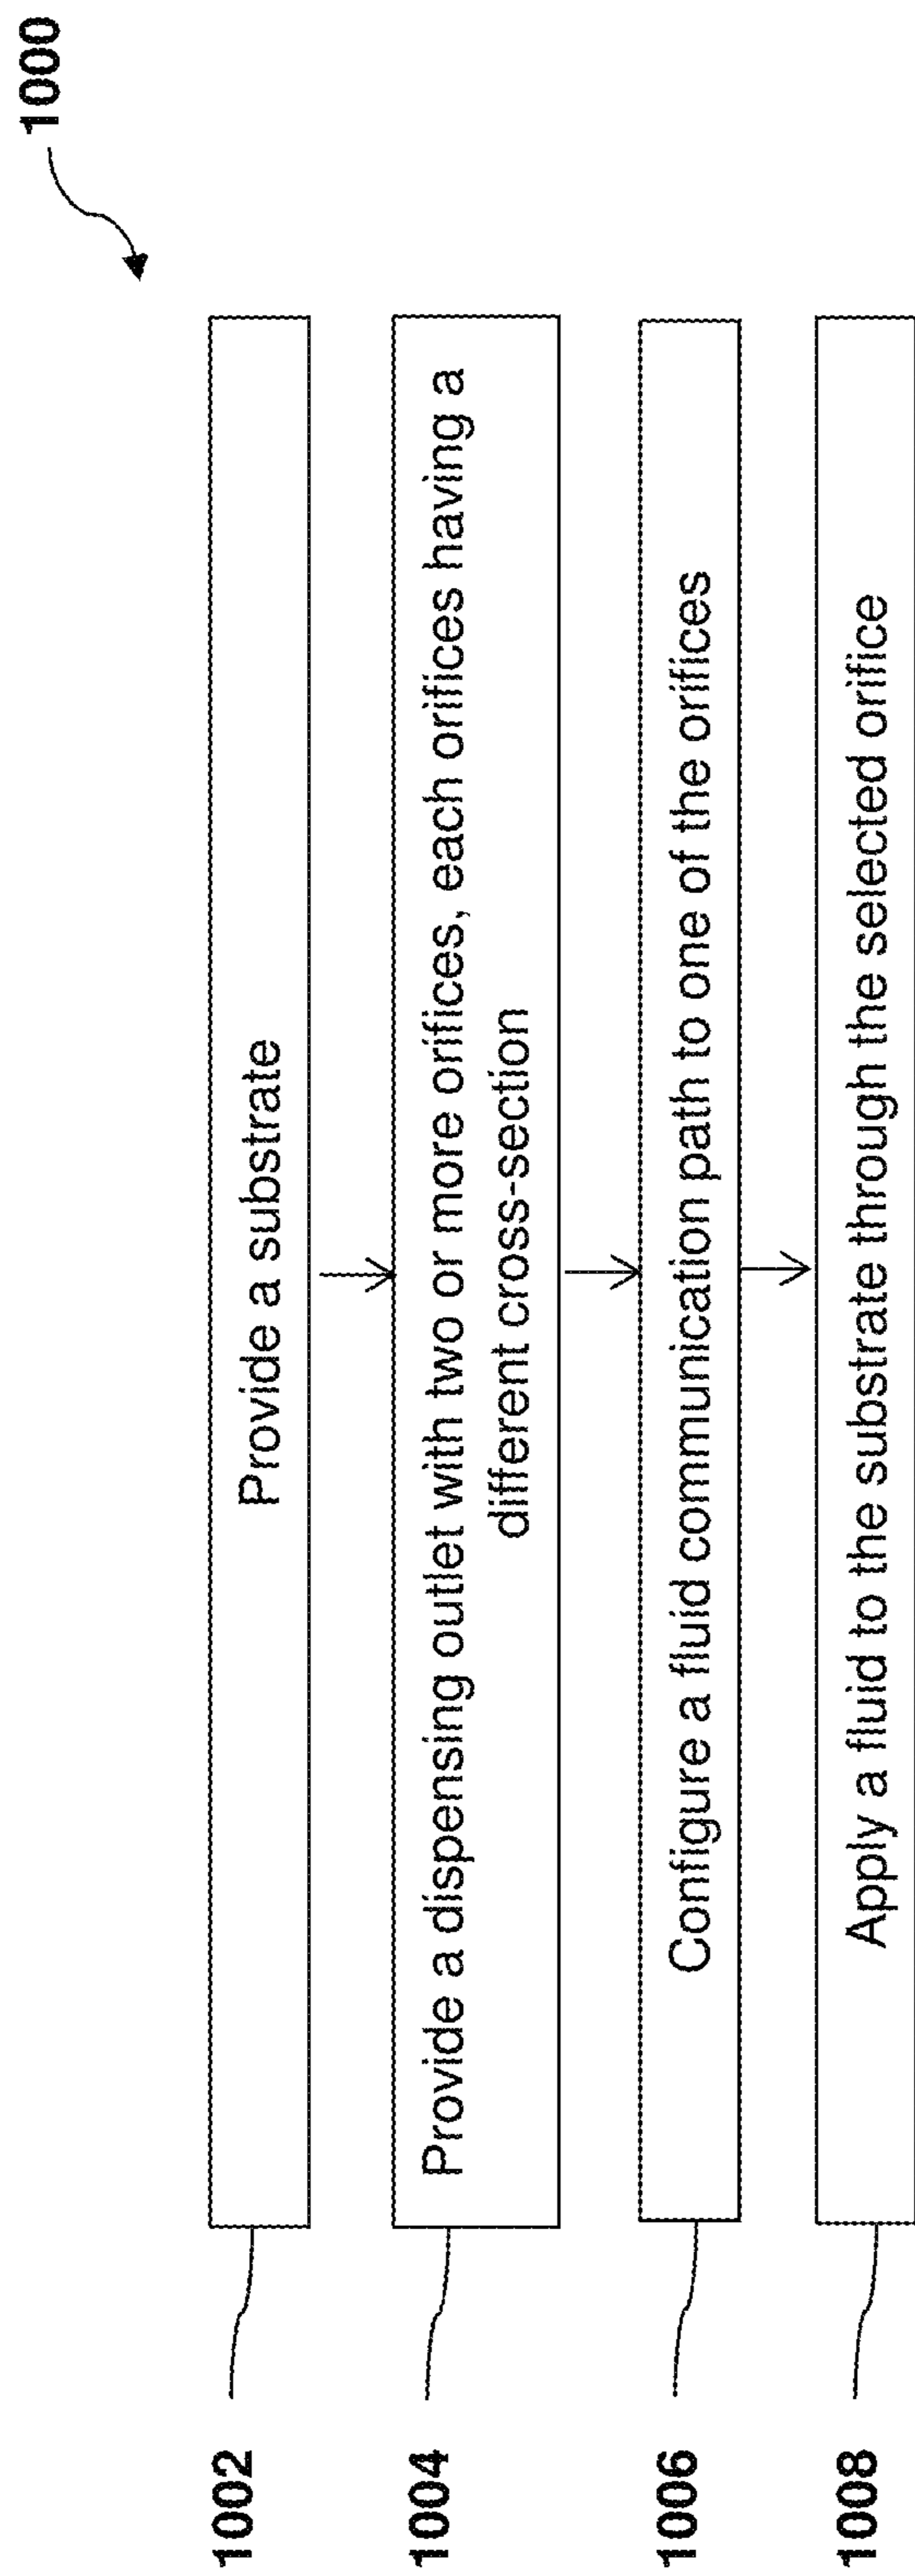 1000
1002
Provide a substrate
1004
Provide a dispensing outlet with two or more orifices, each orifices having a
different cross-section
1006
Configure a fluid communication path to one of the orifices
1008
Apply a fluid to the substrate through the selected orifice